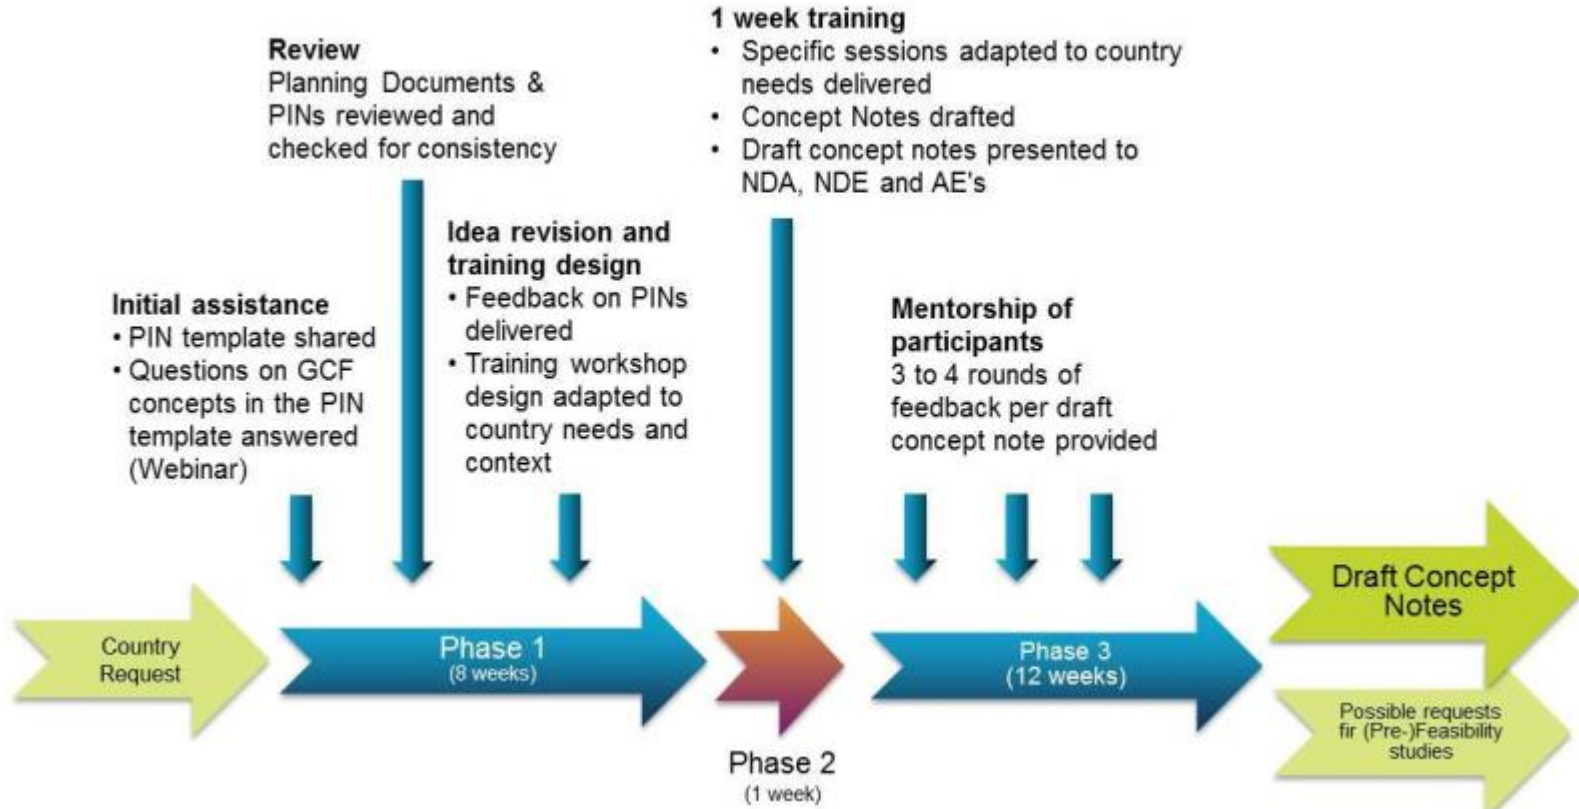 Review
Planning Documents &
PINs reviewed and
checked for consistency
1 week training
• Specific sessions adapted to country
needs delivered
• Concept Notes drafted
• Draft concept notes presented to
NDA, NDE and AE's
Initial assistance
• PIN template shared
• Questions on GCF
concepts in the PIN
template answered
(Webinar)
Idea revision and
training design
• Feedback on PINs
delivered
• Training workshop
design adapted to
country needs and
context
Mentorship of
participants
3 to 4 rounds of
feedback per draft
concept note provided
Country
Request
Phase 1
(8 weeks)
Phase 2
(1 week)
Phase 3
(12 weeks)
Draft Concept
Notes
Possible requests
fir (Pre-)Feasibility
studies